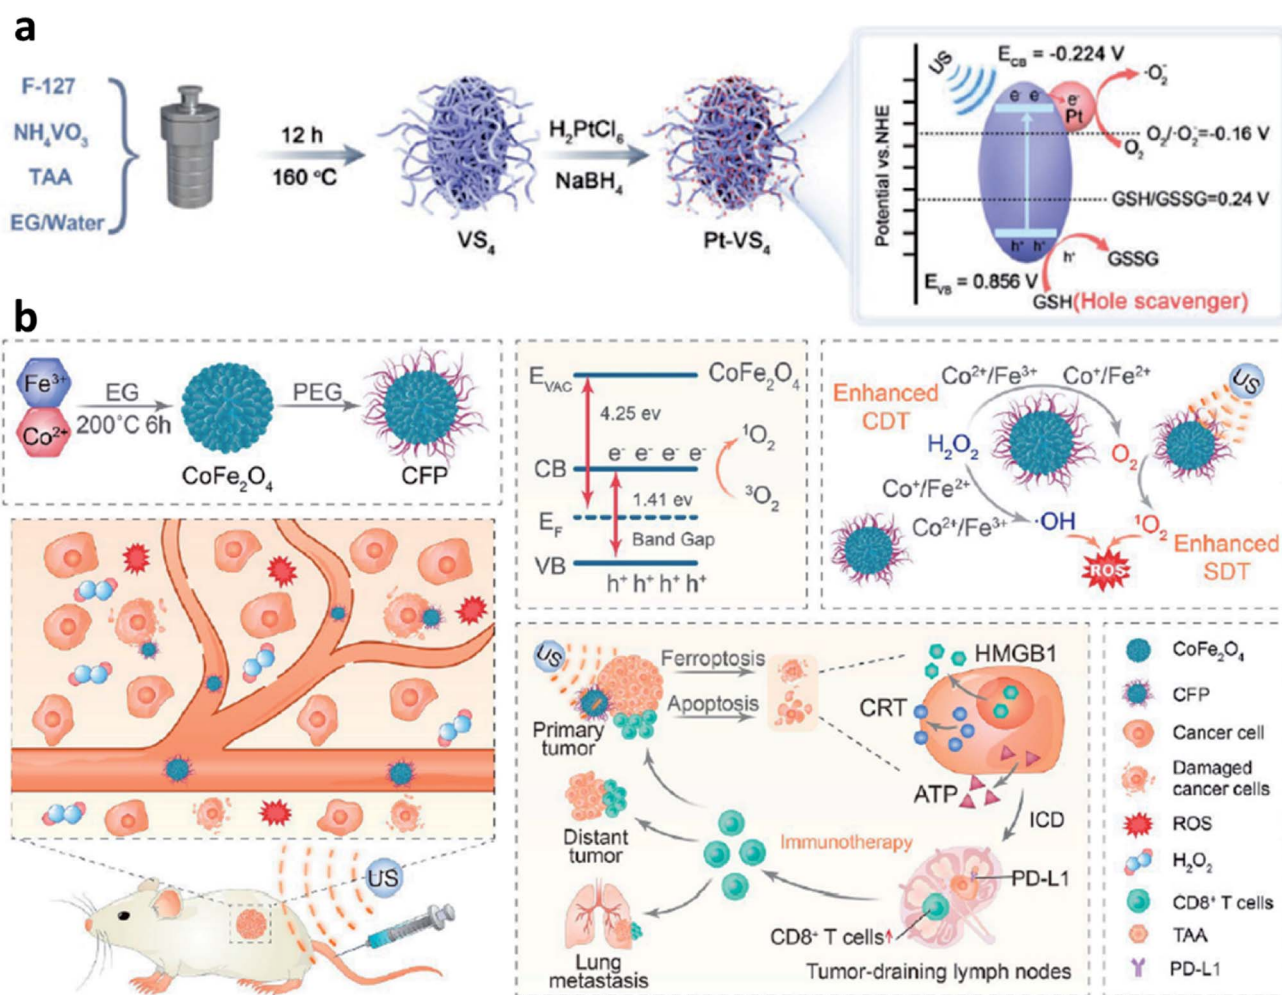 a
F-127
NH₄VO₃
TAA
EG/Water
12 h
160 °C
VS₄
H₂PtCl₆
NaBH₄
Pt-VS₄
Potential vs.NHE
US
E_CB = -0.224 V
e⁻ e⁻ e⁻
Pt
·O₂⁻
O₂
O₂/·O₂⁻=-0.16 V
GSH/GSSG=0.24 V
h⁺ h⁺ h⁺
GSSG
E_VB = 0.856 V
GSH(Hole scavenger)
b
Fe³⁺
Co²⁺
EG
200°C 6h
CoFe₂O₄
PEG
CFP
E_VAC
CoFe₂O₄
4.25 ev
CB
e⁻ e⁻ e⁻ e⁻
¹O₂
³O₂
1.41 ev
E_F
Band Gap
VB
h⁺ h⁺ h⁺ h⁺
Enhanced
CDT
Co²⁺/Fe³⁺
Co⁺/Fe²⁺
US
H₂O₂
O₂
Co⁺/Fe²⁺
Co²⁺/Fe³⁺
·OH
¹O₂
ROS
Enhanced
SDT
US
US
Primary
tumor
Ferroptosis
Apoptosis
HMGB1
CRT
ATP
ICD
Distant
tumor
Immunotherapy
PD-L1
Lung
metastasis
CD8⁺ T cells↑
Tumor-draining lymph nodes
CoFe₂O₄
CFP
Cancer cell
Damaged
cancer cells
ROS
H₂O₂
CD8⁺ T cells
TAA
PD-L1